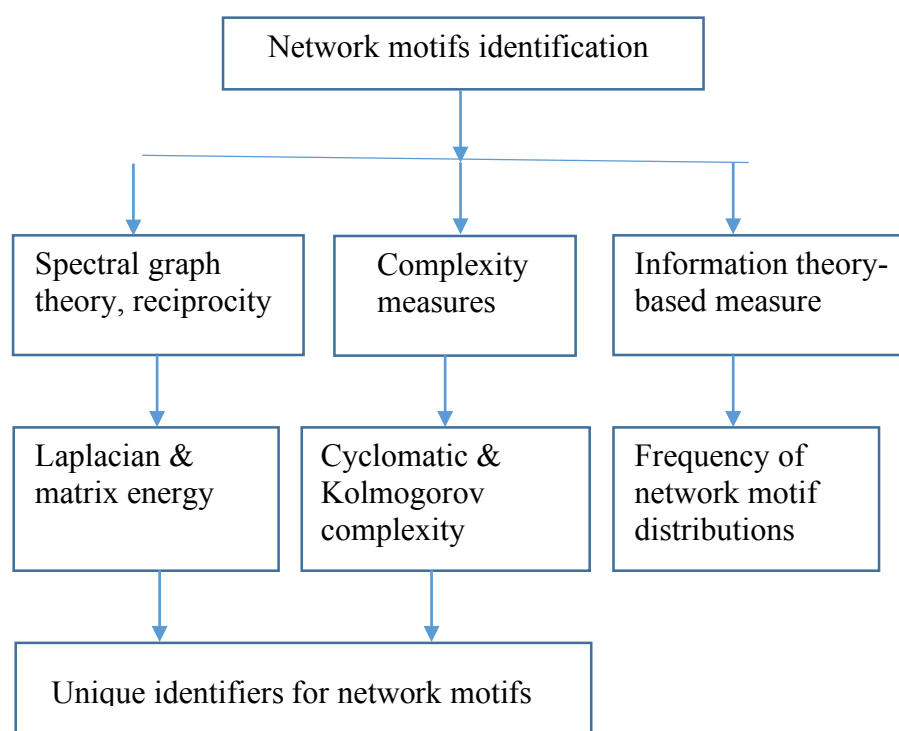 Network motifs identification
Spectral graph
theory, reciprocity
Complexity
measures
Information theory-
based measure
Laplacian &
matrix energy
Cyclomatic &
Kolmogorov
complexity
Frequency of
network motif
distributions
Unique identifiers for network motifs